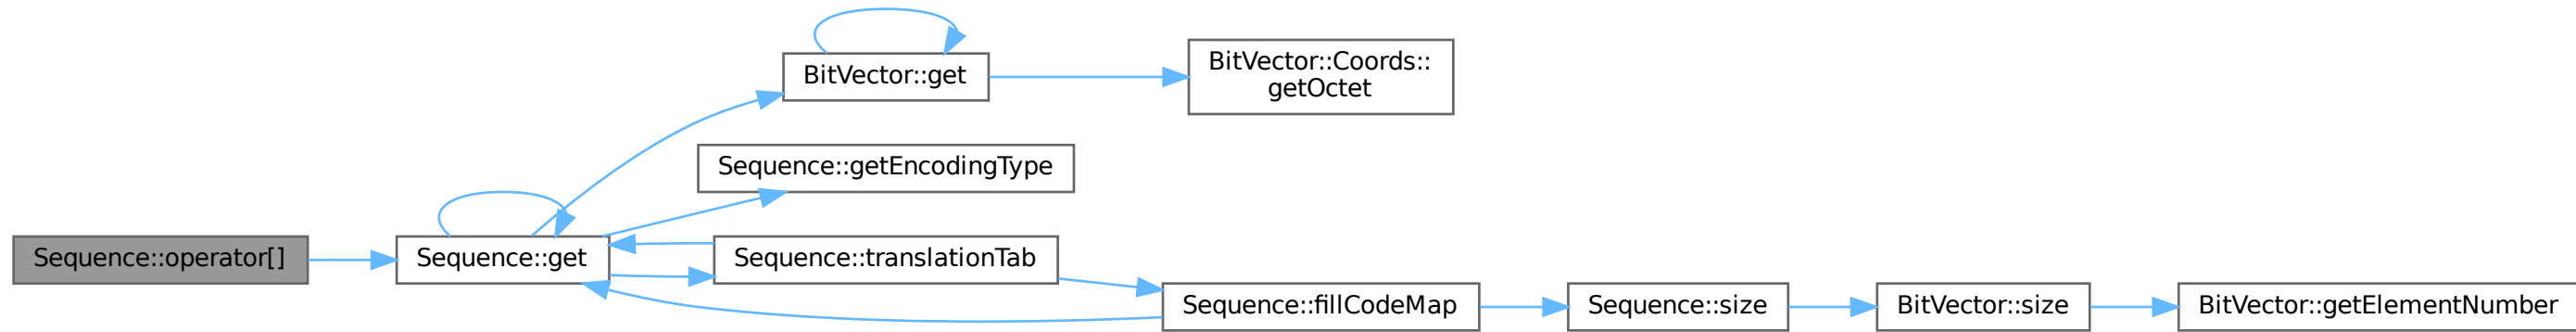 BitVector::get
BitVector::Coords::
getOctet
Sequence::getEncodingType
Sequence::operator[]
Sequence::get
Sequence::translationTab
Sequence::fillCodeMap
Sequence::size
BitVector::size
BitVector::getElementNumber